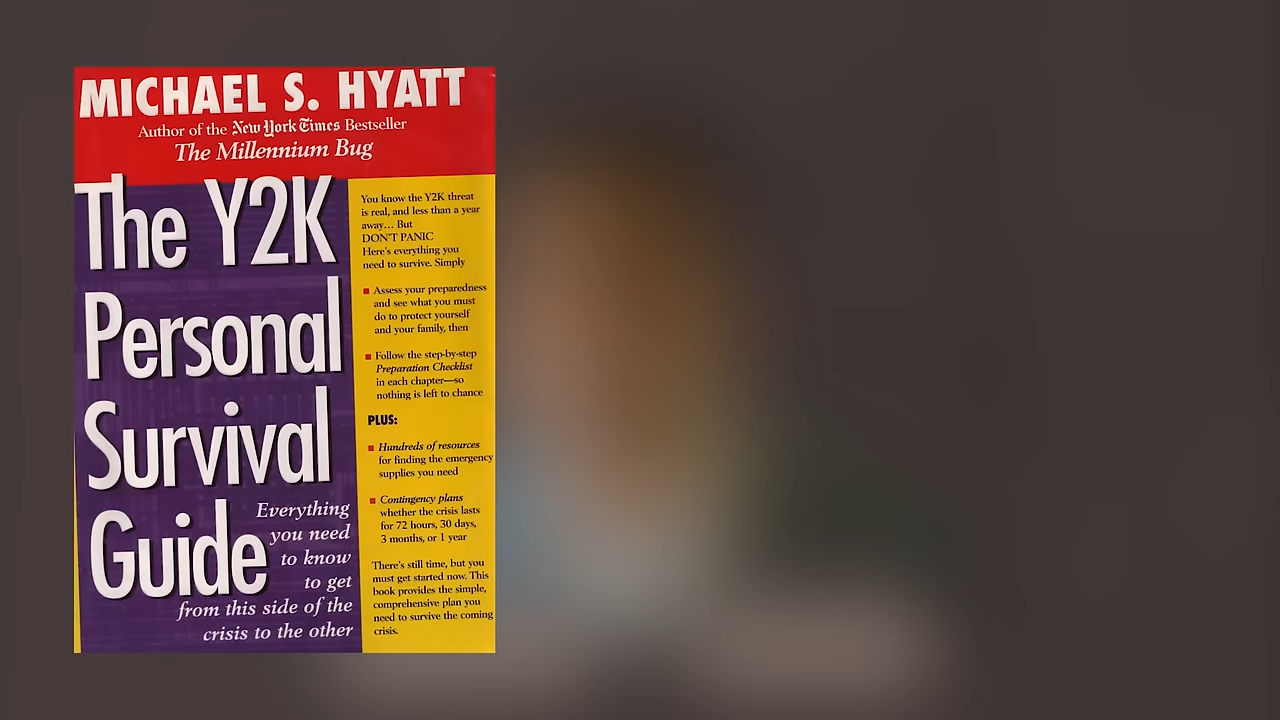 MICHAEL S. HYATT
Author of the New York Times Bestseller
The Millennium Bug
The Y2K
Personal
Survival
Guide
Everything
you need
to know
to get
from this side of the
crisis to the other
You know the Y2K threat
is real, and less than a year
away... But
DON'T PANIC
Here's everything you
need to survive. Simply
Assess your preparedness
and see what you must
do to protect yourself
and your family, then
Follow the step-by-step
Preparation Checklist
in each chapter—so
nothing is left to chance
PLUS:
Hundreds of resources
for finding the emergency
supplies you need
Contingency plans
whether the crisis lasts
for 72 hours, 30 days,
3 months, or 1 year
There's still time, but you
must get started now. This
book provides the simple,
comprehensive plan you
need to survive the coming
crisis.